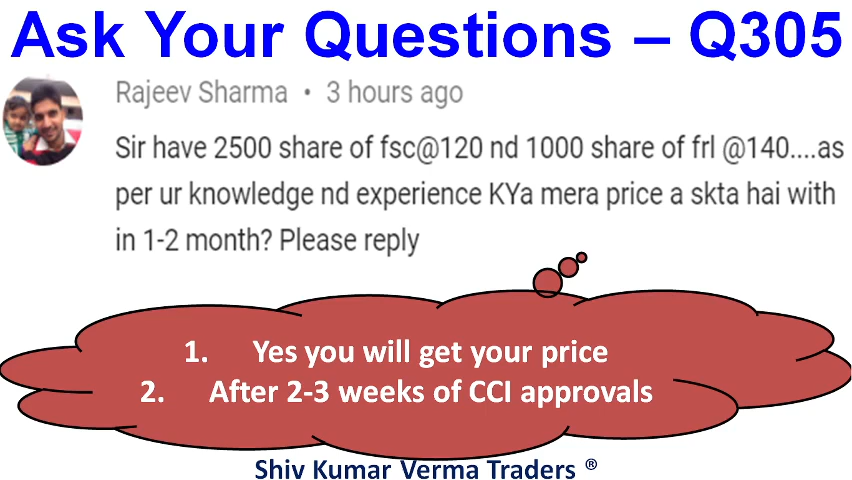 Ask Your Questions – Q305
Rajeev Sharma • 3 hours ago
Sir have 2500 share of fsc@120 nd 1000 share of frl @140....as
per ur knowledge nd experience KYa mera price a skta hai with
in 1-2 month? Please reply
1. Yes you will get your price
2. After 2-3 weeks of CCI approvals
Shiv Kumar Verma Traders ®